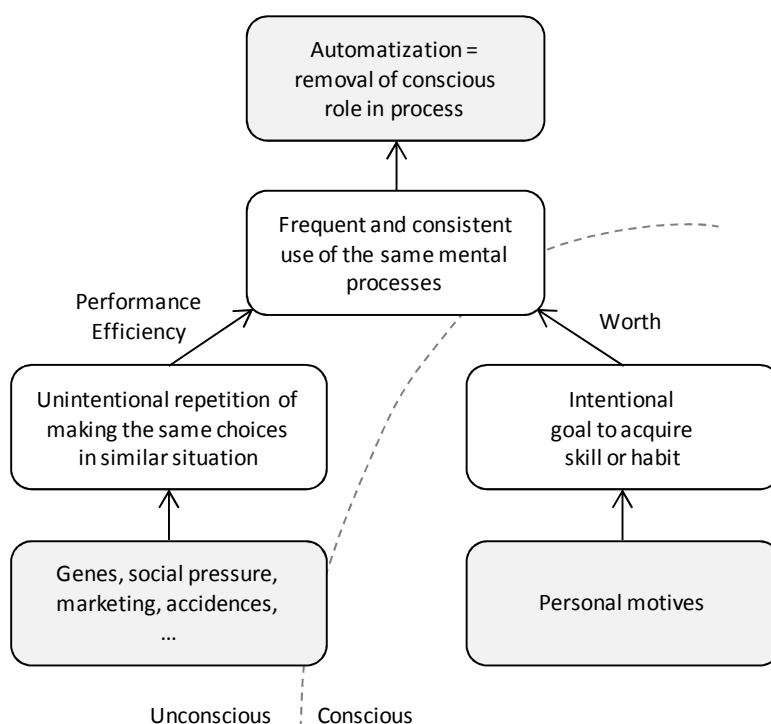 Automatization =
removal of conscious
role in process
Frequent and consistent
use of the same mental
processes
Performance
Efficiency
Worth
Unintentional repetition of
making the same choices
in similar situation
Intentional
goal to acquire
skill or habit
Genes, social pressure,
marketing, accidences,
...
Personal motives
Unconscious
Conscious